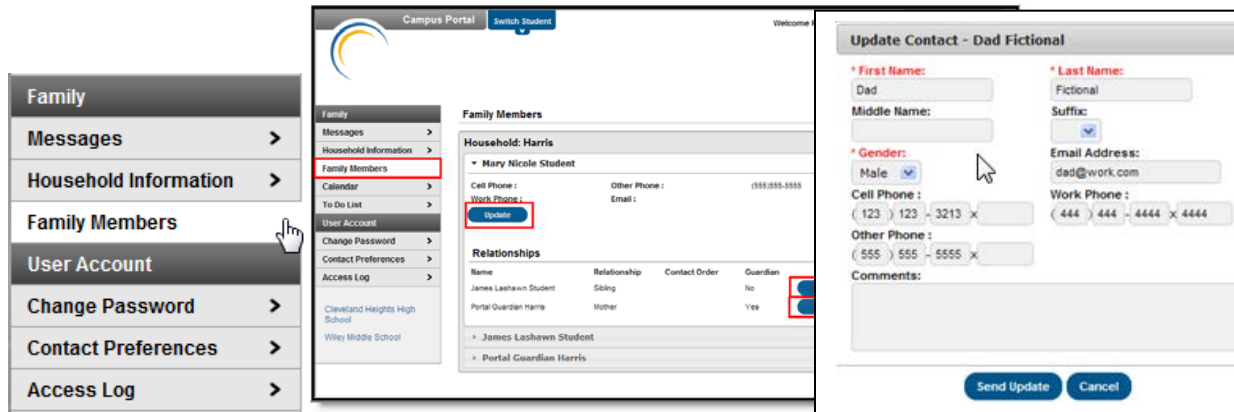 Family
Messages
Household Information
Family Members
User Account
Change Password
Contact Preferences
Access Log
Campus Portal Switch Student Welcome
Family
Messages
Household Information
Family Members
Calendar
To Do List
User Account
Change Password
Contact Preferences
Access Log
Cleveland Heights High
School
Wiley Middle School
Family Members
Household: Harris
Mary Nicole Student
Cell Phone : Other Phone : (555)555-5555
Work Phone : Email :
Update
Relationships
Name Relationship Contact Order Guardian
James Lashawn Student Sibling No
Portal Guardian Harris Mother Yes
James Lashawn Student
Portal Guardian Harris
Update Contact - Dad Fictional
* First Name: * Last Name:
Dad Fictional
Middle Name: Suffix:
* Gender: Email Address:
Male dad@work.com
Cell Phone : Work Phone :
( 123 ) 123 - 3213 x ( 444 ) 444 - 4444 x 4444
Other Phone :
( 555 ) 555 - 5555 x
Comments:
Send Update Cancel